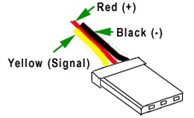 Red (+)
Black (-)
Yellow (Signal)